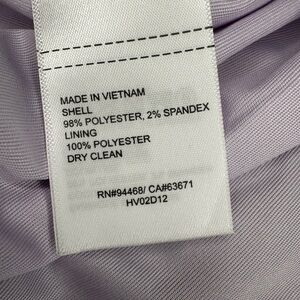 MADE IN VIETNAM
SHELL
98% POLYESTER, 2% SPANDEX
LINING
100% POLYESTER
DRY CLEAN
RN#94468/ CA#63671
HV02D12